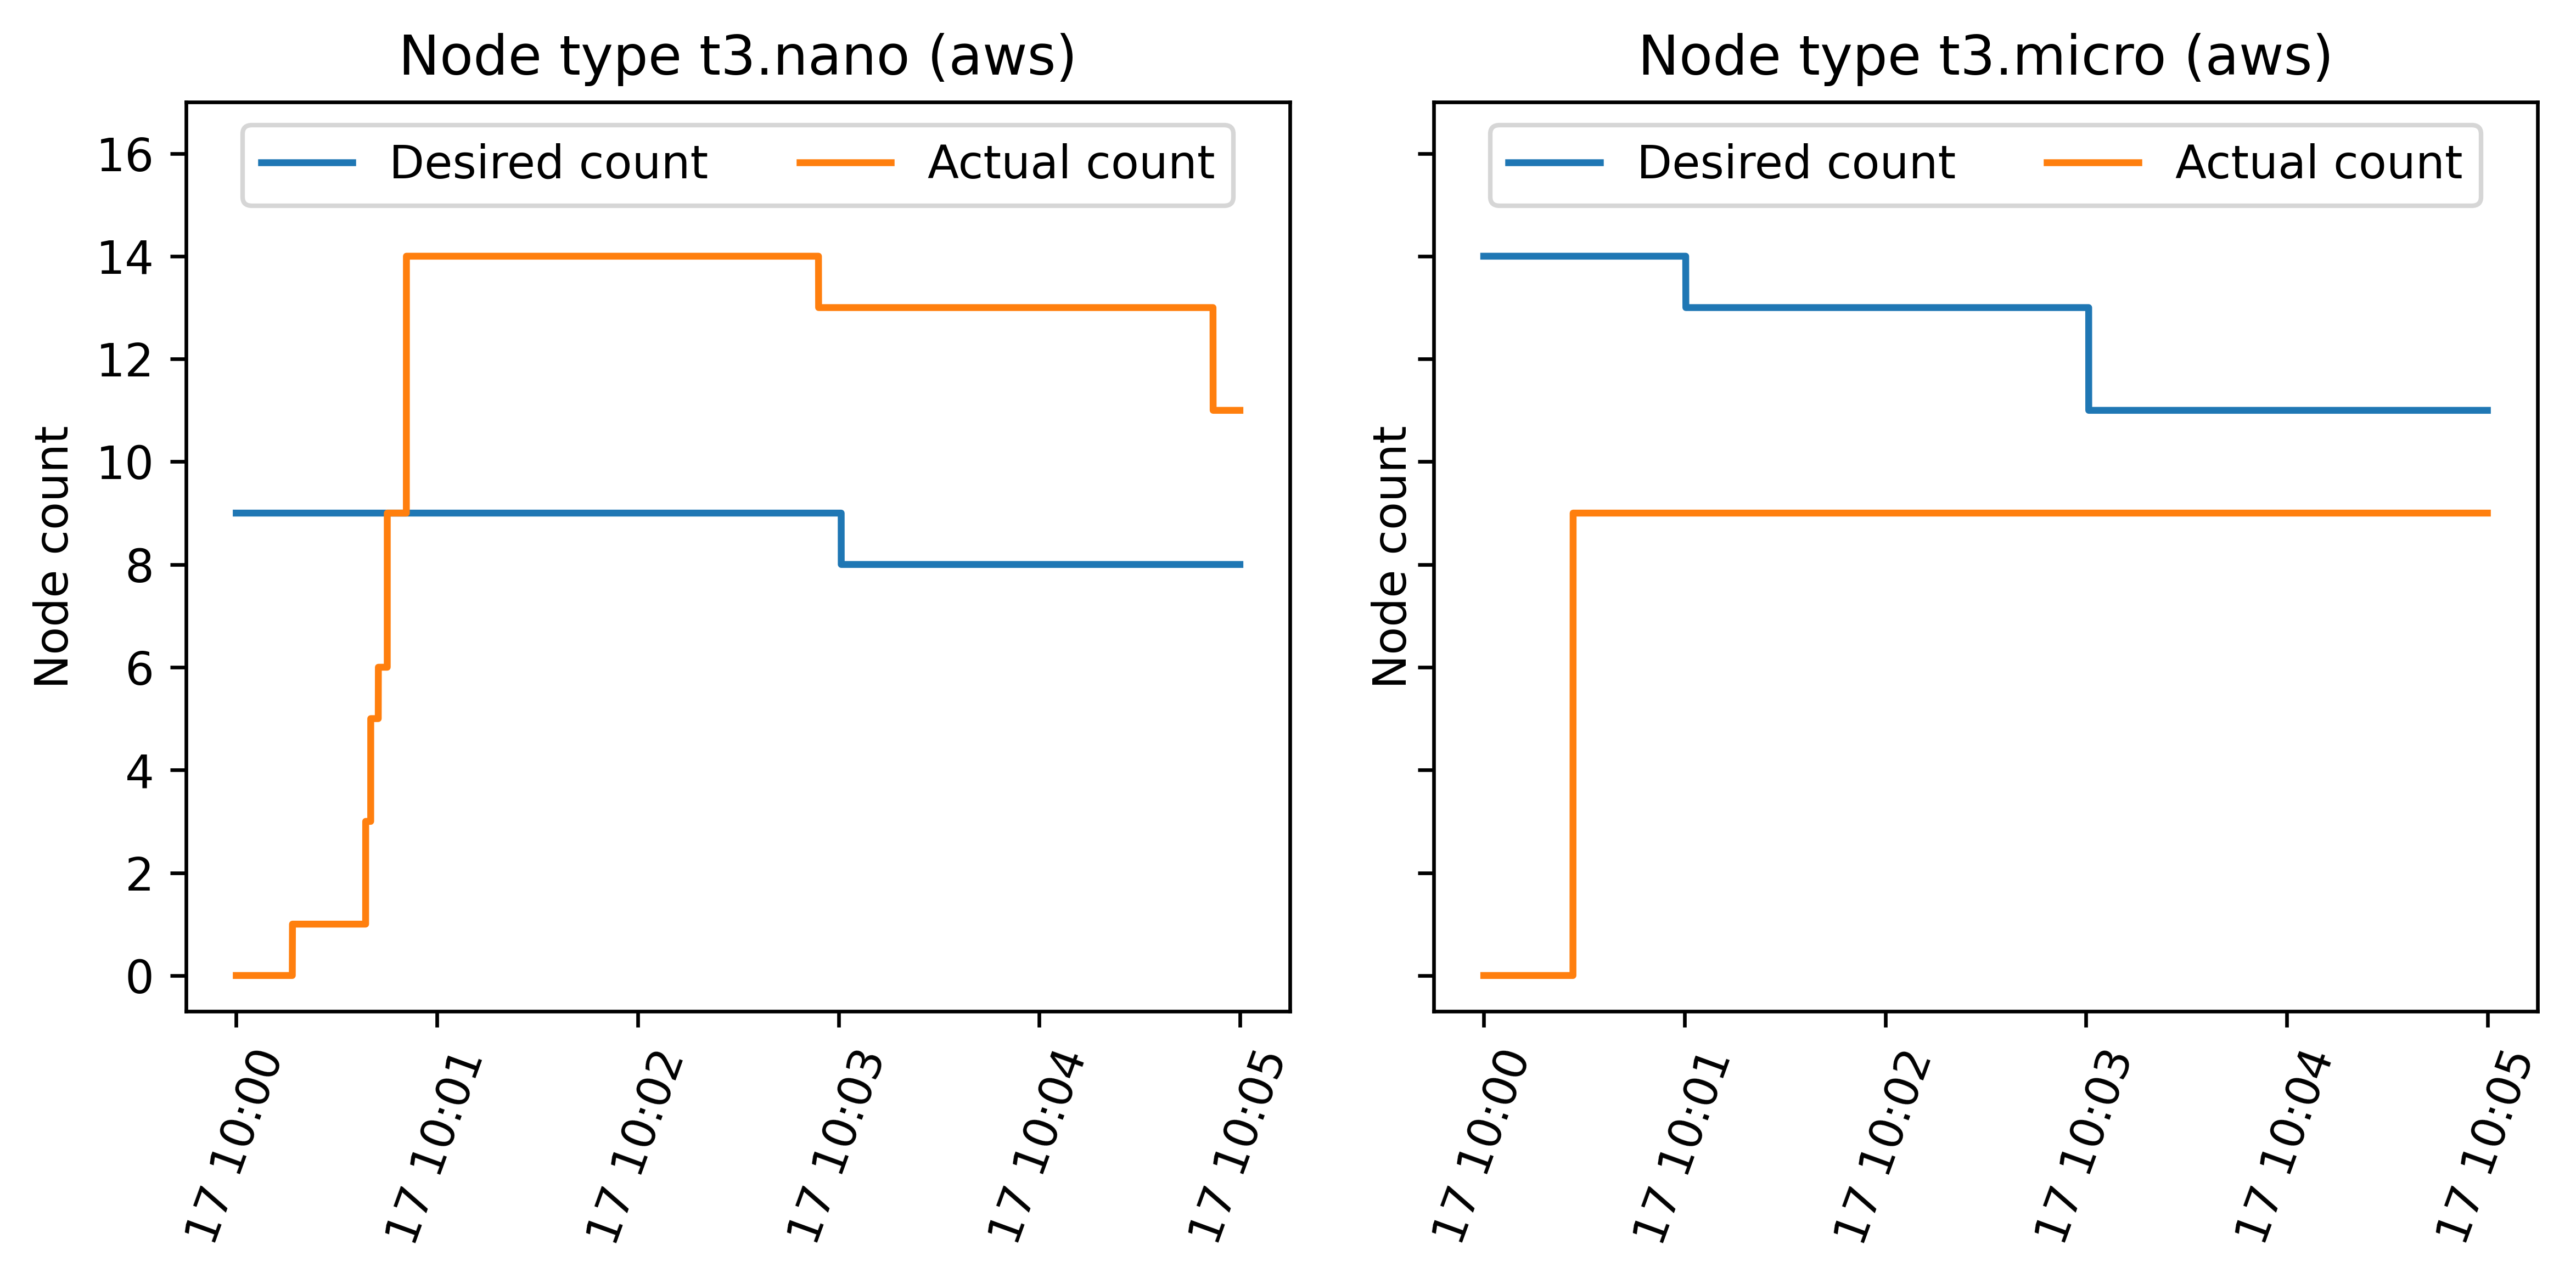 Node type t3.nano (aws)
Desired count
Actual count
Node count
16
14
12
10
8
6
4
2
0
17 10:00
17 10:01
17 10:02
17 10:03
17 10:04
17 10:05
Node type t3.micro (aws)
Desired count
Actual count
Node count
17 10:00
17 10:01
17 10:02
17 10:03
17 10:04
17 10:05